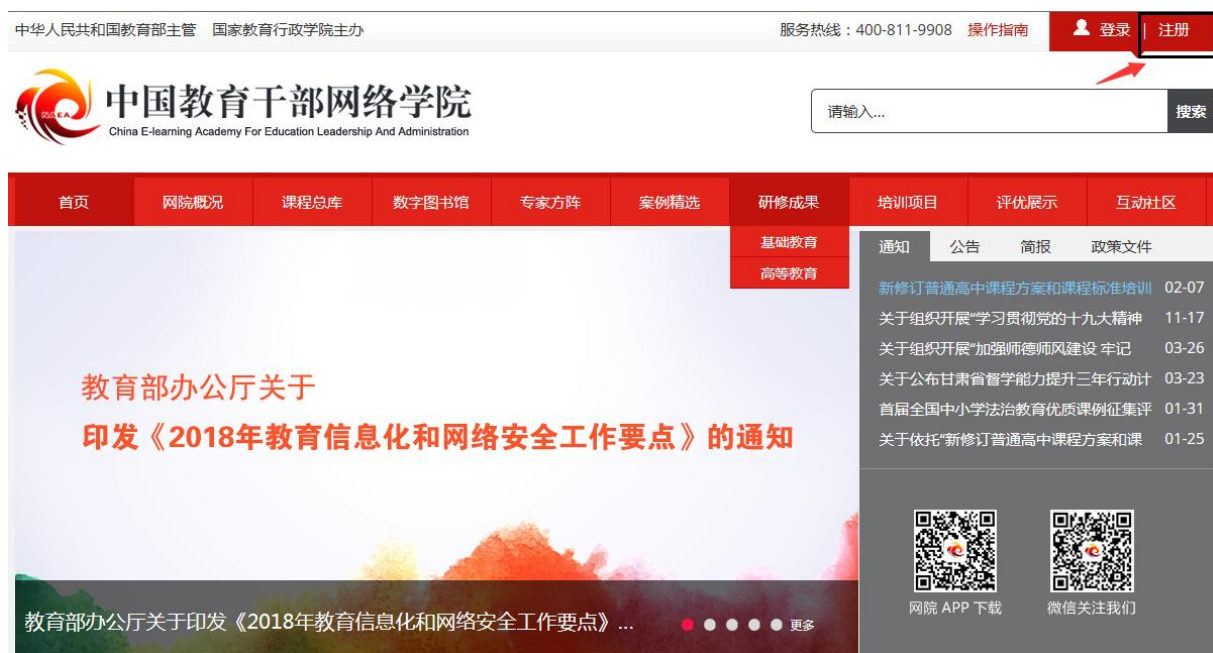 中华人民共和国教育部主管 国家教育行政学院主办
服务热线：400-811-9908 操作指南 登录 | 注册
NAEA
中国教育干部网络学院
China E-learning Academy For Education Leadership And Administration
请输入... 搜索
首页 网院概况 课程总库 数字图书馆 专家方阵 案例精选 研修成果 培训项目 评优展示 互动社区
基础教育
高等教育
教育部办公厅关于
印发《2018年教育信息化和网络安全工作要点》的通知
教育部办公厅关于印发《2018年教育信息化和网络安全工作要点》... 更多
通知 公告 简报 政策文件
新修订普通高中课程方案和课程标准培训 02-07
关于组织开展“学习贯彻党的十九大精神 11-17
关于组织开展“加强师德师风建设 牢记 03-26
关于公布甘肃省督学能力提升三年行动计 03-23
首届全国中小学法治教育优质课例征集评 01-31
关于依托“新修订普通高中课程方案和课 01-25
网院 APP 下载 微信关注我们